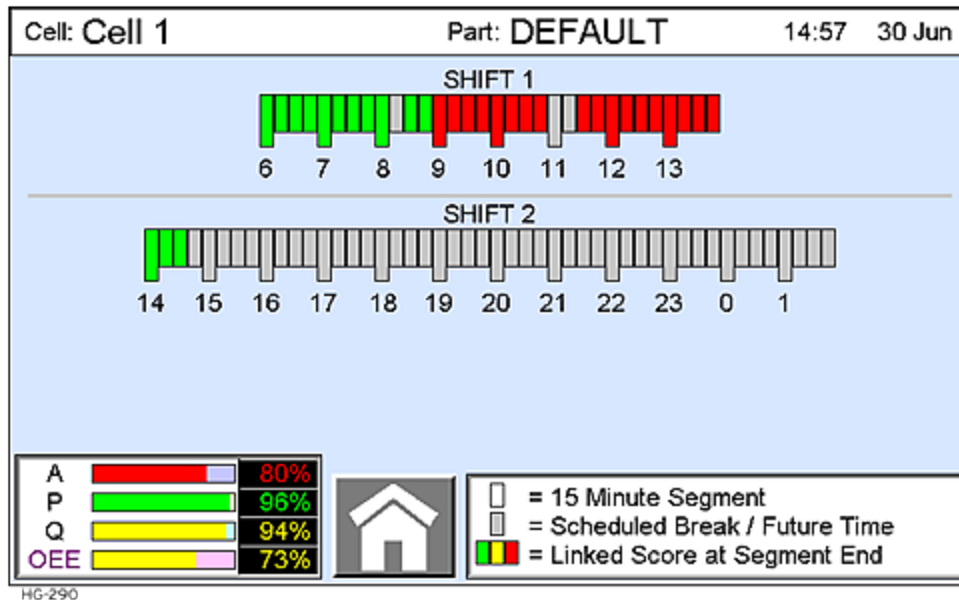 Cell: Cell 1 Part: DEFAULT 14:57 30 Jun
SHIFT 1
6 7 8 9 10 11 12 13
SHIFT 2
14 15 16 17 18 19 20 21 22 23 0 1
A 80%
P 96%
Q 94%
OEE 73%
= 15 Minute Segment
= Scheduled Break / Future Time
= Linked Score at Segment End
HG-290